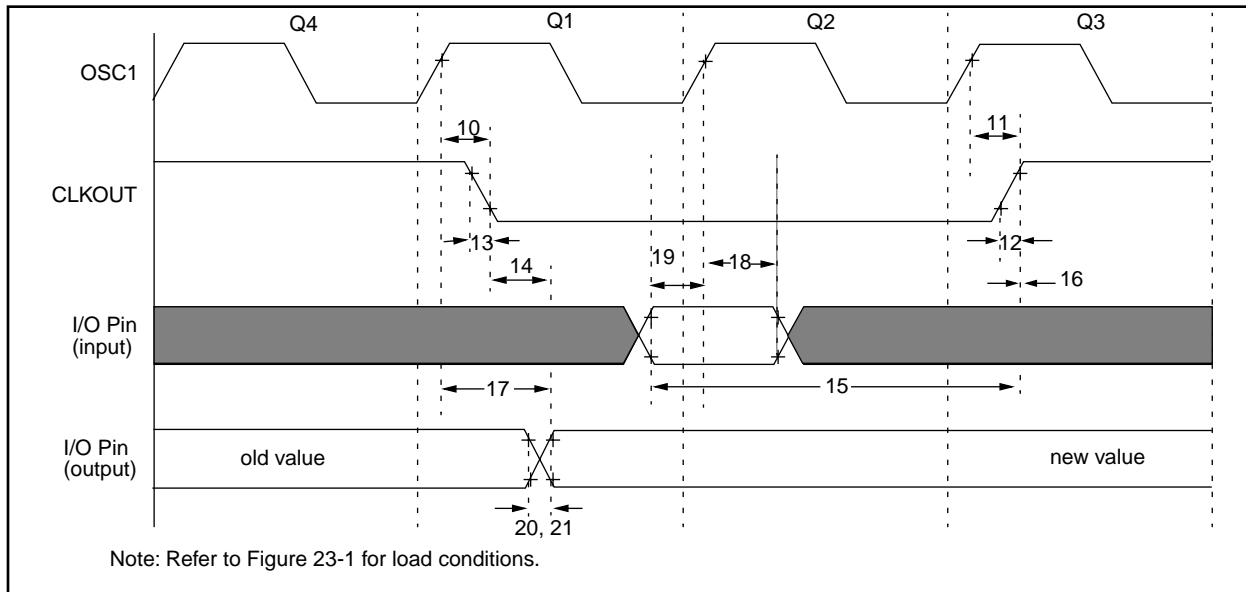 Q4 Q1 Q2 Q3
OSC1
10 11
CLKOUT
13 12
14 19 18 16
I/O Pin
(input)
17 15
I/O Pin
(output)
old value new value
20, 21
Note: Refer to Figure 23-1 for load conditions.